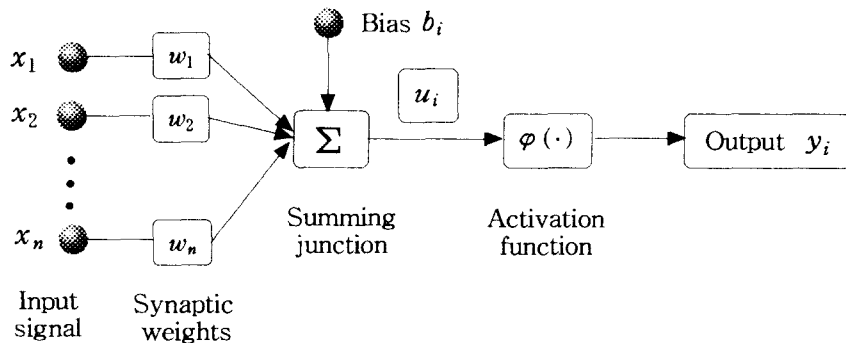 Bias b_i
x_1
w_1
u_i
x_2
w_2
Σ
φ(·)
Output y_i
x_n
w_n
Summing
junction
Activation
function
Input
signal
Synaptic
weights